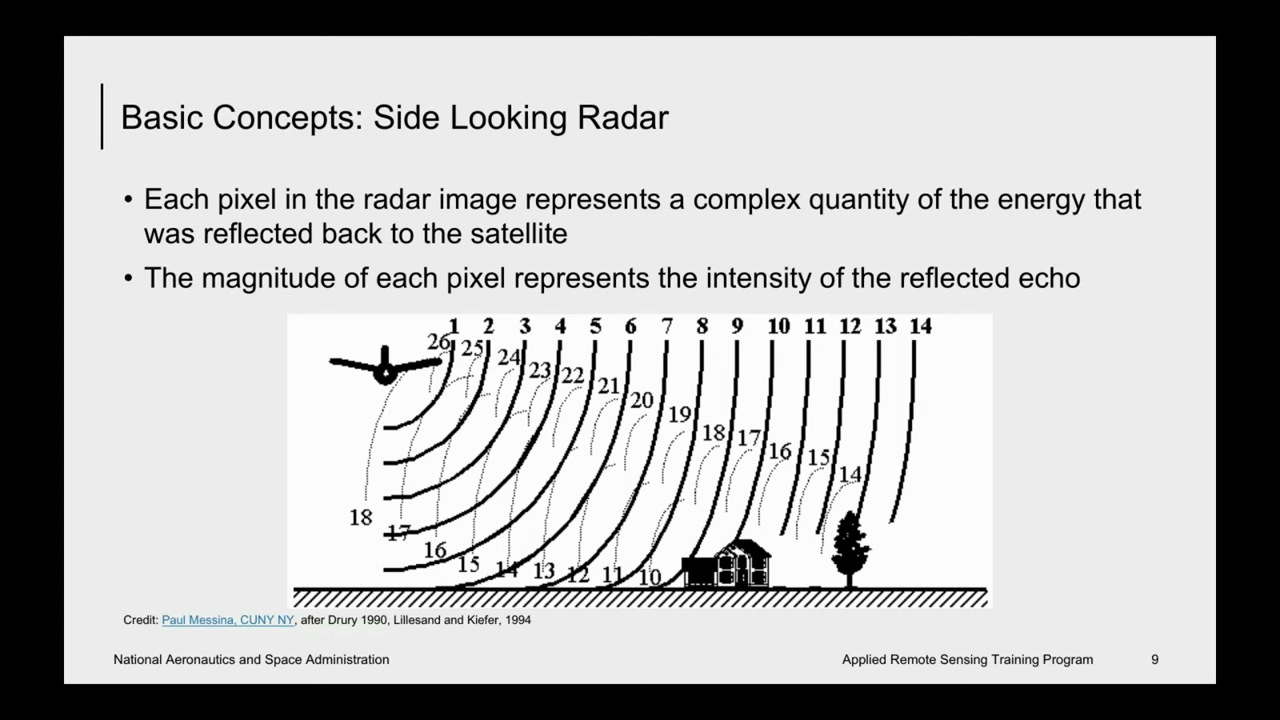 Basic Concepts: Side Looking Radar
• Each pixel in the radar image represents a complex quantity of the energy that
was reflected back to the satellite
• The magnitude of each pixel represents the intensity of the reflected echo
1 2 3 4 5 6 7 8 9 10 11 12 13 14
26 25 24 23 22 21 20 19 18 17 16 15 14
18 17 16 15 14 13 12 11 10
Credit: Paul Messina, CUNY NY, after Drury 1990, Lillesand and Kiefer, 1994
National Aeronautics and Space Administration
Applied Remote Sensing Training Program
9